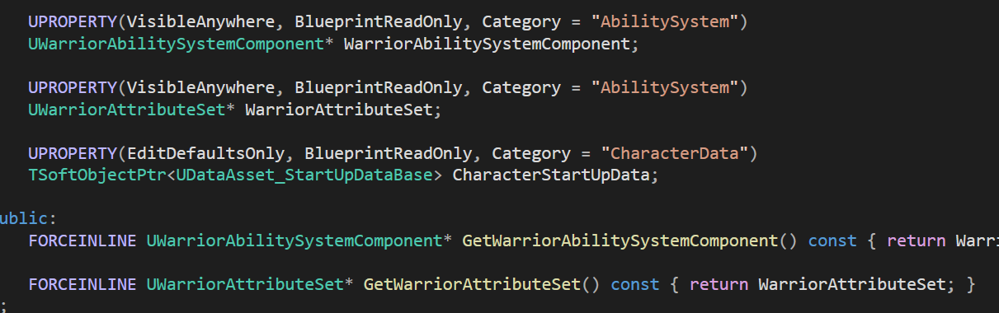 UPROPERTY(VisibleAnywhere, BlueprintReadOnly, Category = "AbilitySystem")
UWarriorAbilitySystemComponent* WarriorAbilitySystemComponent;
UPROPERTY(VisibleAnywhere, BlueprintReadOnly, Category = "AbilitySystem")
UWarriorAttributeSet* WarriorAttributeSet;
UPROPERTY(EditDefaultsOnly, BlueprintReadOnly, Category = "CharacterData")
TSoftObjectPtr<UDataAsset_StartUpDataBase> CharacterStartUpData;
ublic:
FORCEINLINE UWarriorAbilitySystemComponent* GetWarriorAbilitySystemComponent() const { return Warri
FORCEINLINE UWarriorAttributeSet* GetWarriorAttributeSet() const { return WarriorAttributeSet; }
;